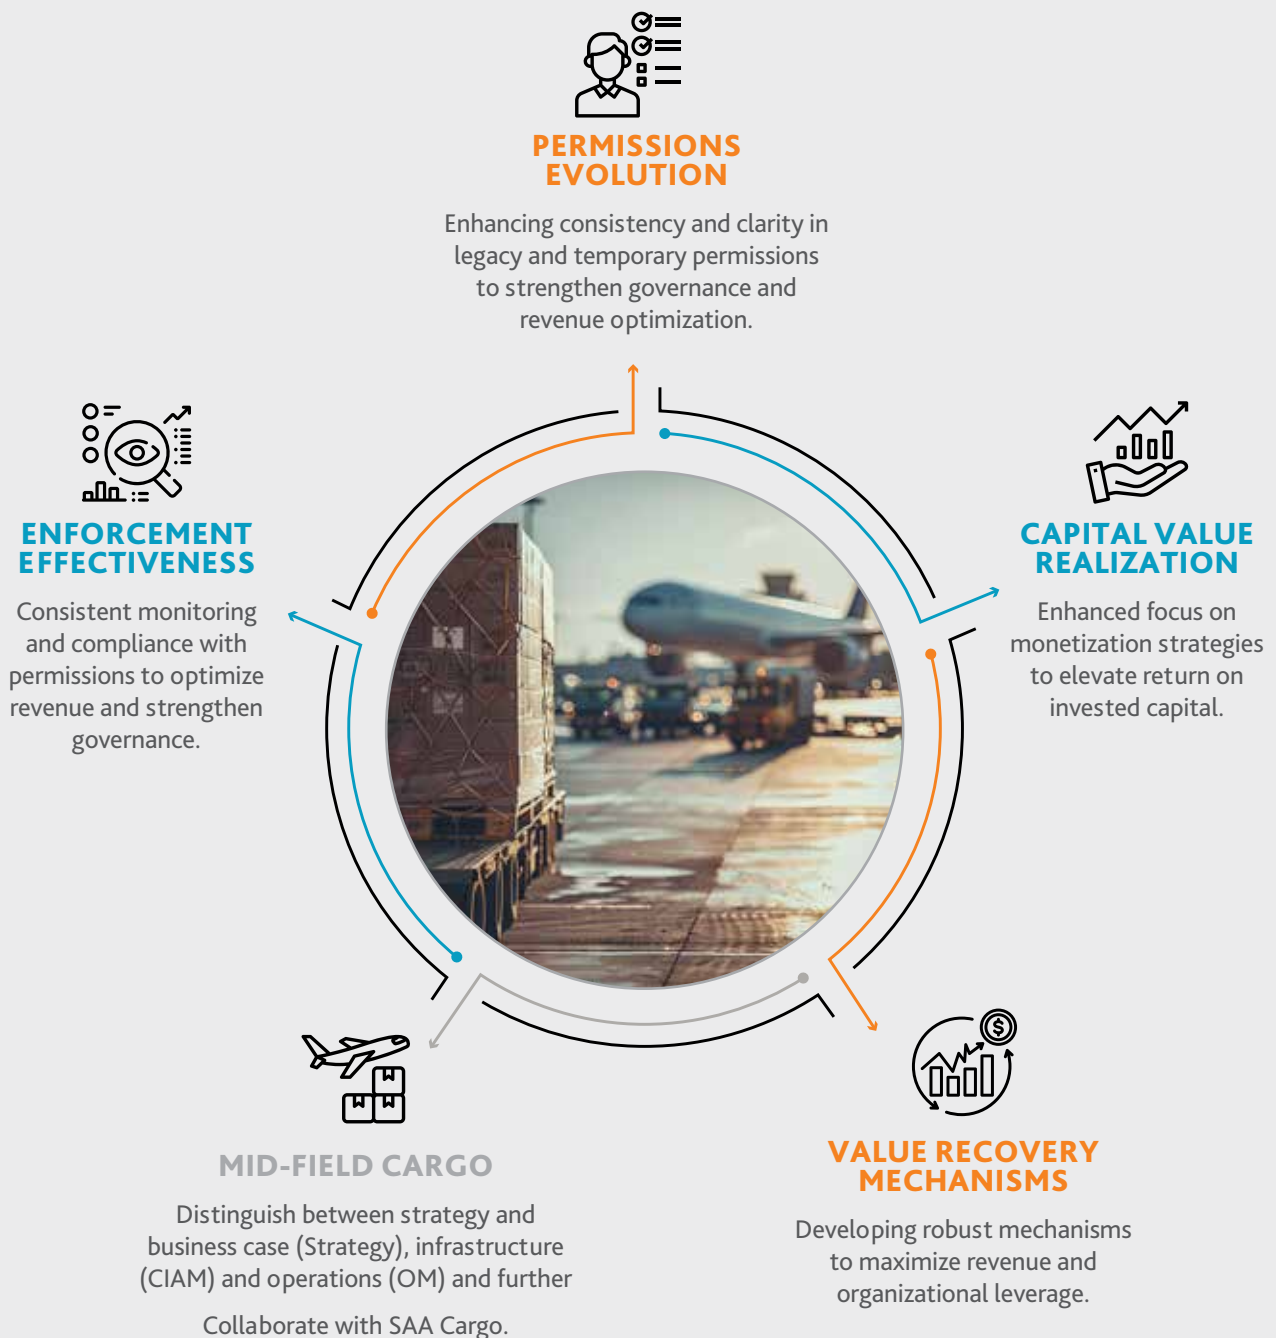 PERMISSIONS
EVOLUTION
Enhancing consistency and clarity in
legacy and temporary permissions
to strengthen governance and
revenue optimization.
ENFORCEMENT
EFFECTIVENESS
Consistent monitoring
and compliance with
permissions to optimize
revenue and strengthen
governance.
CAPITAL VALUE
REALIZATION
Enhanced focus on
monetization strategies
to elevate return on
invested capital.
MID-FIELD CARGO
Distinguish between strategy and
business case (Strategy), infrastructure
(CIAM) and operations (OM) and further
Collaborate with SAA Cargo.
VALUE RECOVERY
MECHANISMS
Developing robust mechanisms
to maximize revenue and
organizational leverage.